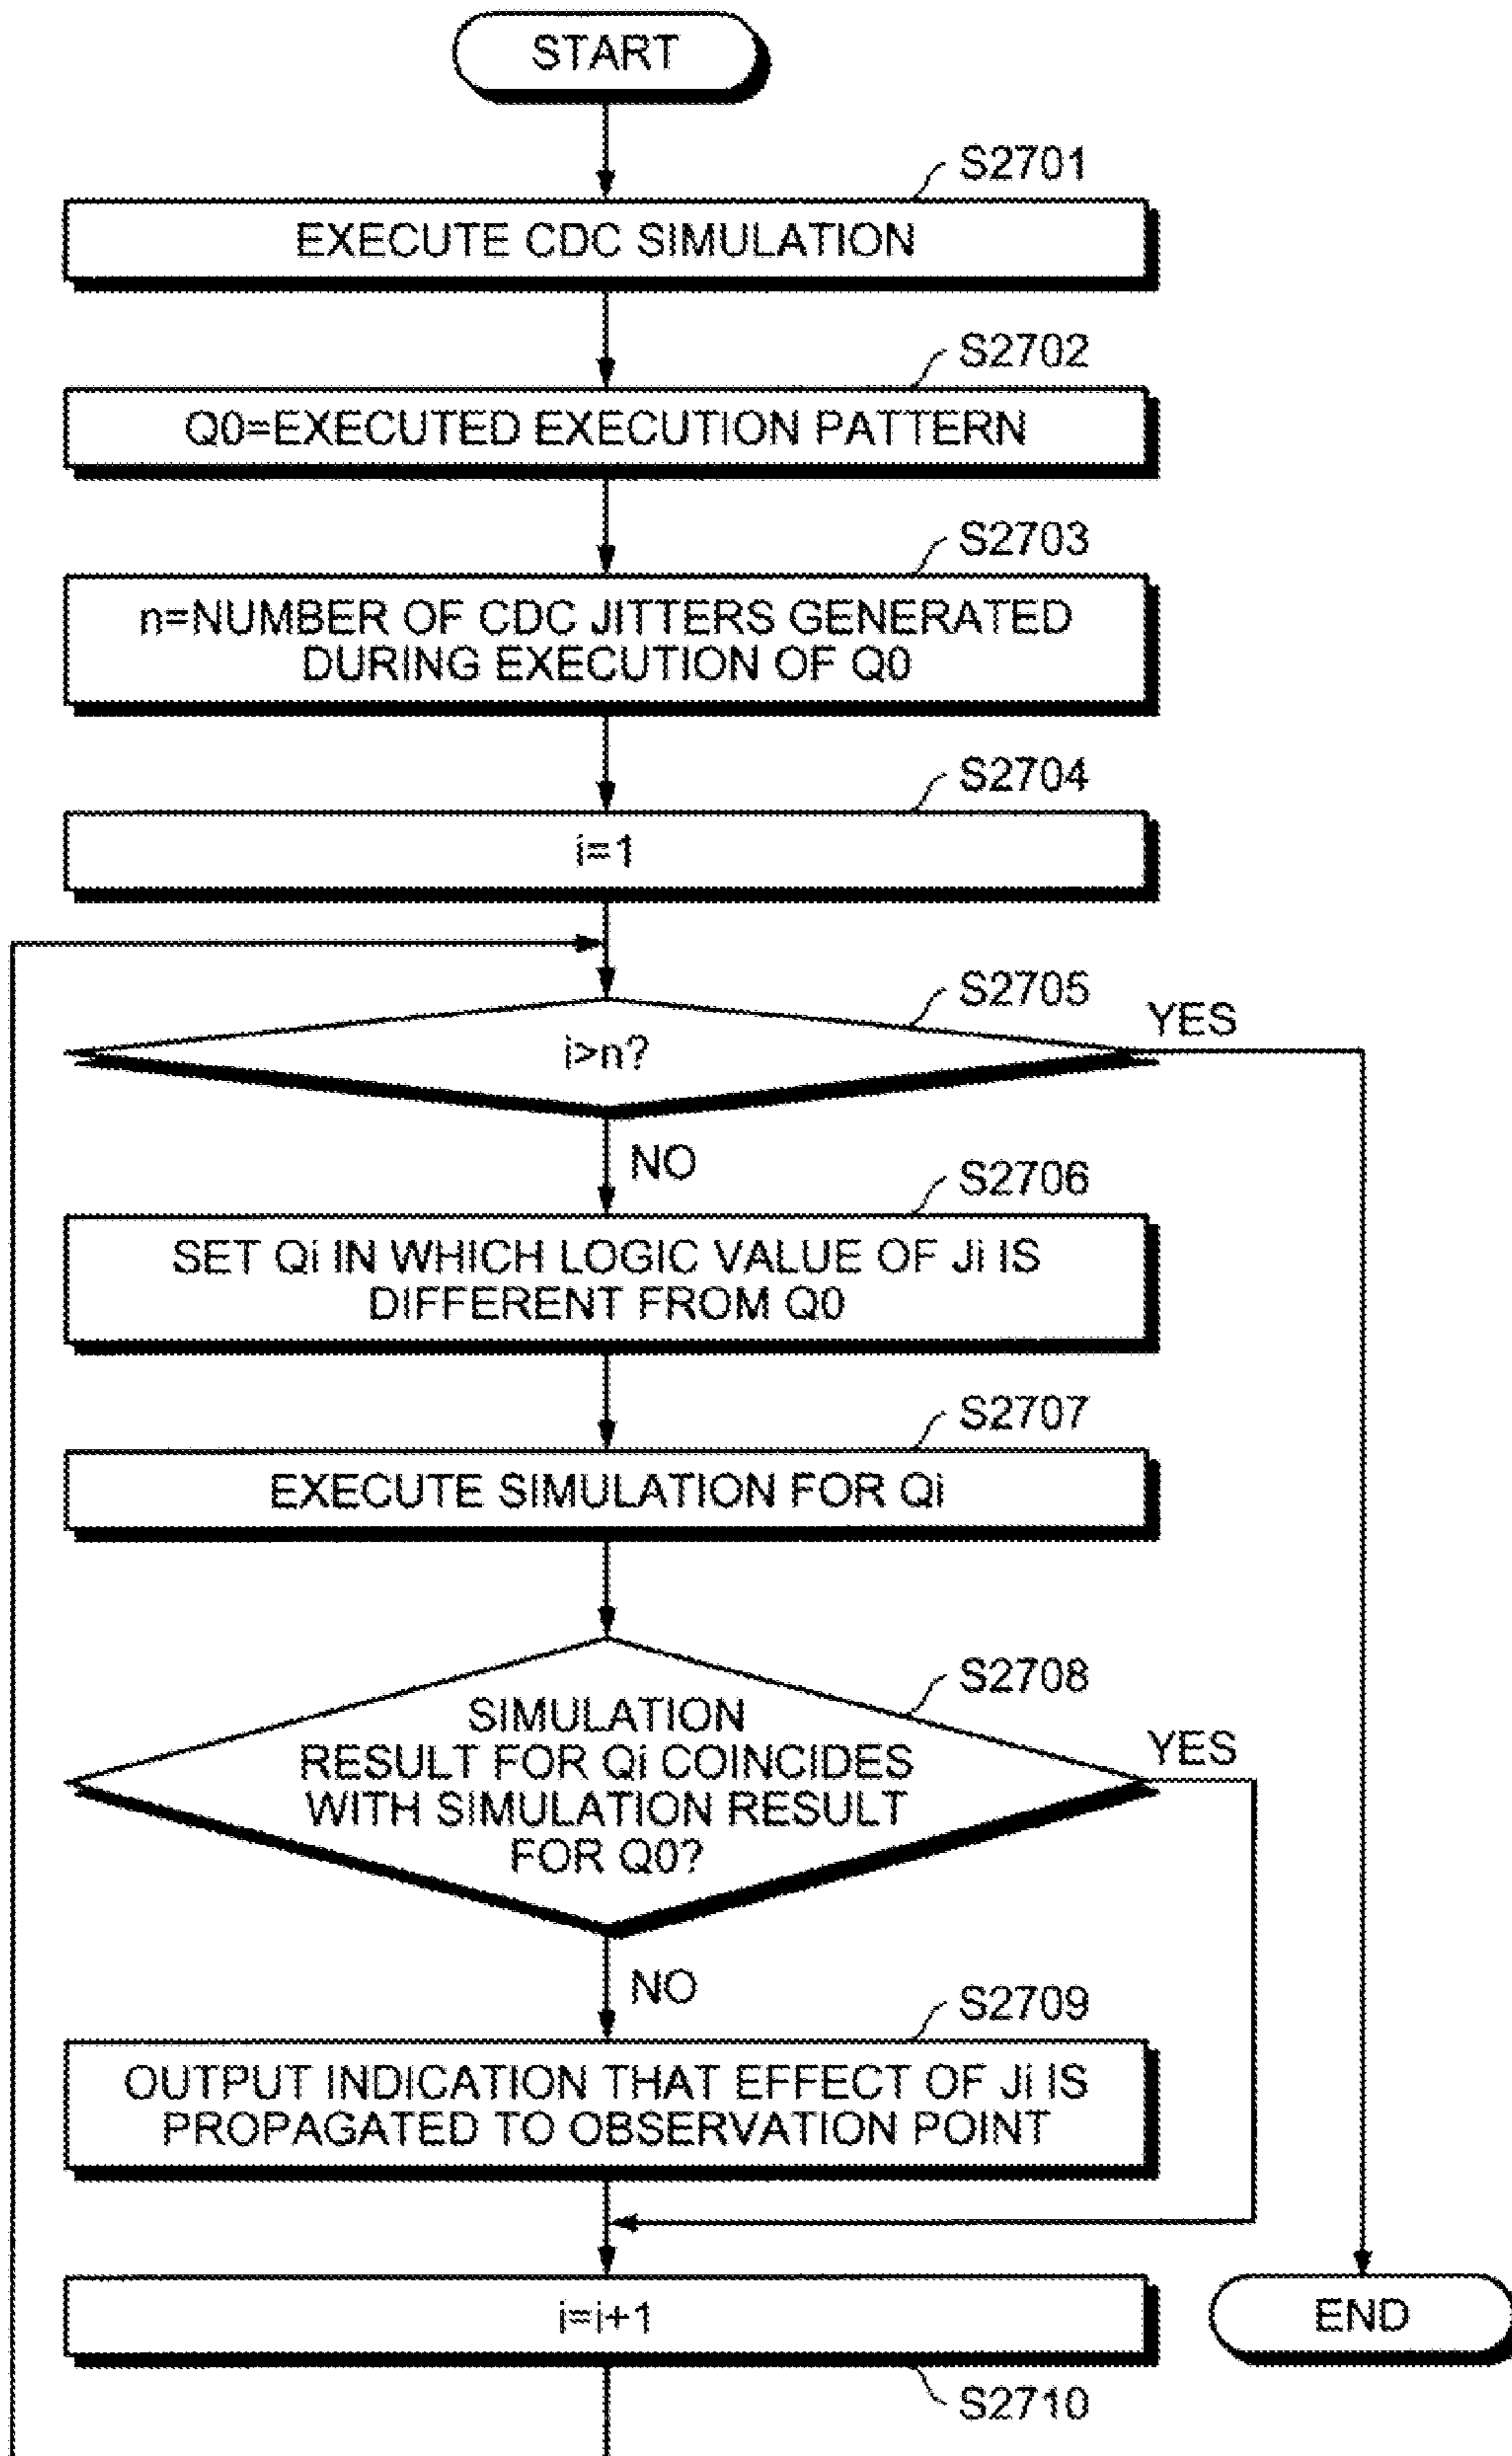 START
S2701
EXECUTE CDC SIMULATION
S2702
Q0=EXECUTED EXECUTION PATTERN
S2703
n=NUMBER OF CDC JITTERS GENERATED
DURING EXECUTION OF Q0
S2704
i=1
S2705
YES
i>n?
NO
S2706
SET Qi IN WHICH LOGIC VALUE OF Ji IS
DIFFERENT FROM Q0
S2707
EXECUTE SIMULATION FOR Qi
S2708
SIMULATION
RESULT FOR Qi COINCIDES
WITH SIMULATION RESULT
FOR Q0?
YES
NO
S2709
OUTPUT INDICATION THAT EFFECT OF Ji IS
PROPAGATED TO OBSERVATION POINT
i=i+1
END
S2710